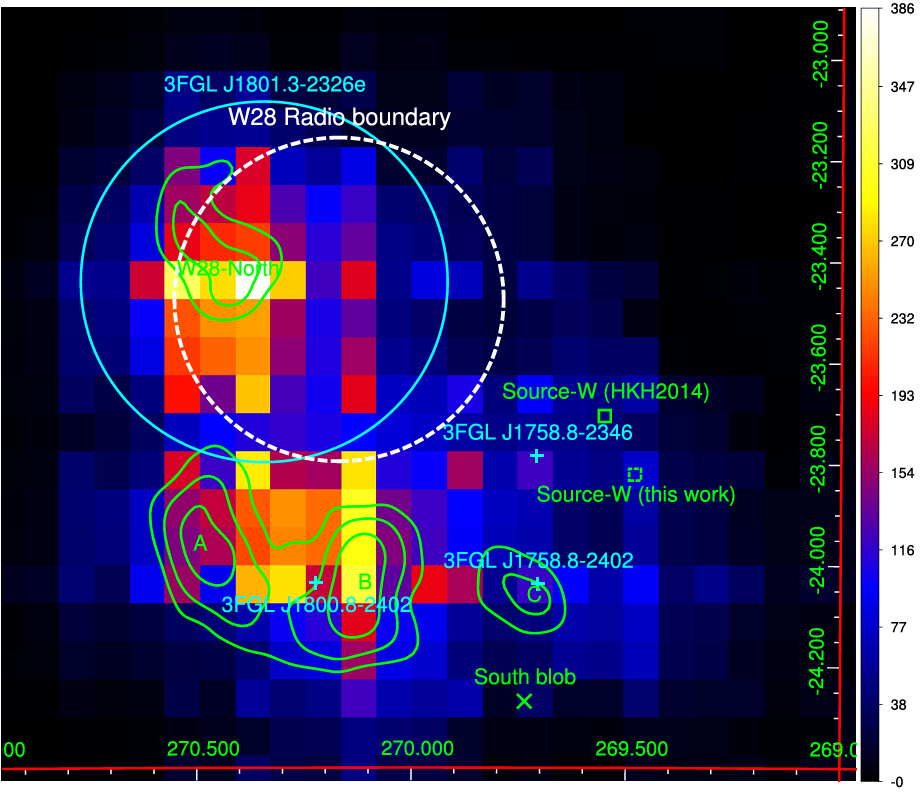 3FGL J1801.3-2326e
W28 Radio boundary
W28-North
Source-W (HKH2014)
3FGL J1758.8-2346
Source-W (this work)
A
3FGL J1758.8-2402
B
C
3FGL J1800.8-2402
South blob
00
270.500
270.000
269.500
269.0
-23.000
-23.200
-23.400
-23.600
-23.800
-24.000
-24.200
386
347
309
270
232
193
154
116
77
38
-0